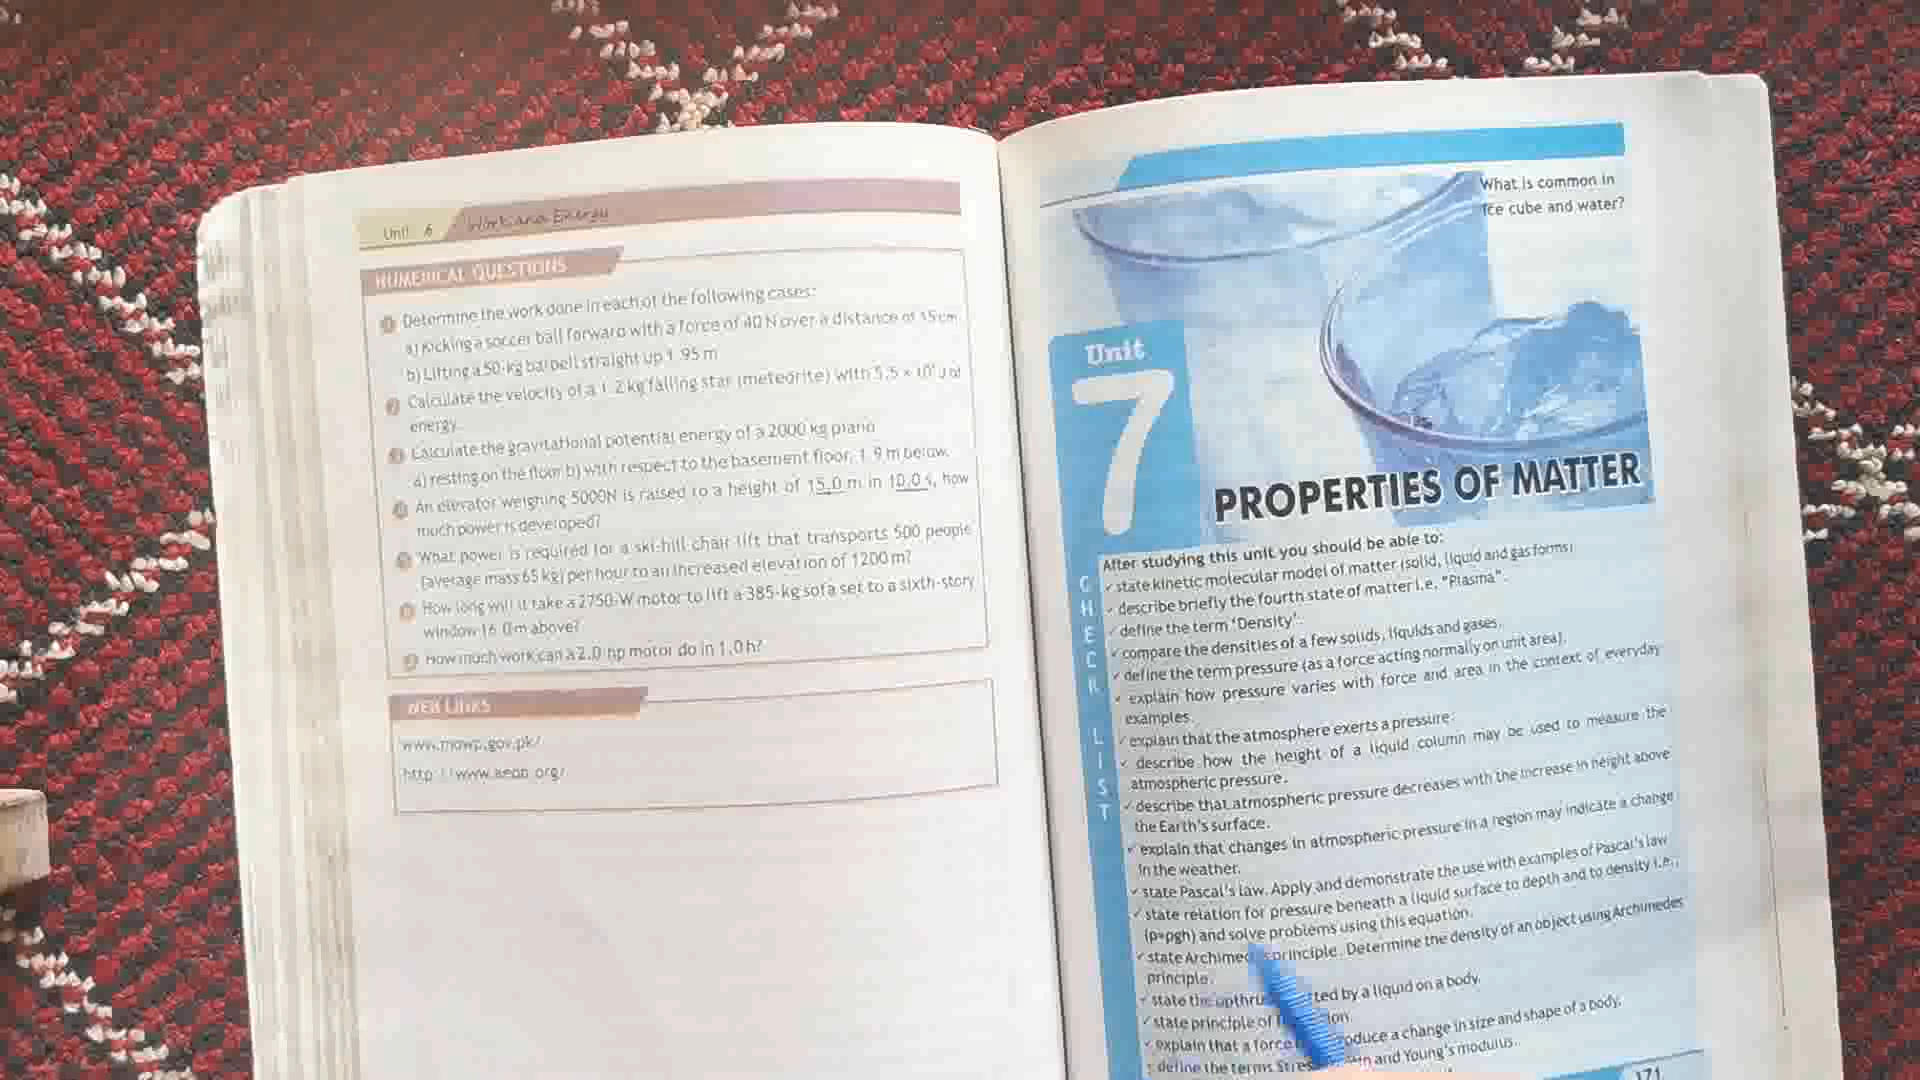 Unit 6 Work and Energy
NUMERICAL QUESTIONS
1 Determine the work done in each of the following cases:
a) Kicking a soccer ball forward with a force of 40 N over a distance of 15 cm.
b) Lifting a 50-kg barbell straight up 1.95 m
2 Calculate the velocity of a 1.2 kg falling star (meteorite) with 5.5 × J of
energy.
3 Calculate the gravitational potential energy of a 2000 kg piano
a) resting on the floor b) with respect to the basement floor, 1.9 m below.
An elevator weighing 5000N is raised to a height of 15.0 m in 10.0 s, how
much power is developed?
What power is required for a ski-hill chair lift that transports 500 people
(average mass 65 kg) per hour to an increased elevation of 1200 m?
How long will it take a 2750-W motor to lift a 385-kg sofa set to a sixth-story
window 16.0 m above?
How much work can a 2.0 hp motor do in 1.0 h?
WEB LINKS
www.mowp.gov.pk/
What is common in
ice cube and water?
Unit
7
PROPERTIES OF MATTER
CHECK LIST
After studying this unit you should be able to:
✓ state kinetic molecular model of matter (solid, liquid and gas forms)
✓ describe briefly the fourth state of matter i.e. "Plasma".
✓ define the term 'Density'.
✓ compare the densities of a few solids, liquids and gases.
✓ define the term pressure (as a force acting normally on unit area).
✓ explain how pressure varies with force and area in the context of everyday
examples.
✓ explain that the atmosphere exerts a pressure.
✓ describe how the height of a liquid column may be used to measure the
atmospheric pressure.
✓ describe that atmospheric pressure decreases with the increase in height above
the Earth's surface.
✓ explain that changes in atmospheric pressure in a region may indicate a change
in the weather.
✓ state Pascal's law. Apply and demonstrate the use with examples of Pascal's law
✓ state relation for pressure beneath a liquid surface to depth and to density i.e.,
(p=ρgh) and solve problems using this equation.
✓ state principle. Determine the density of an object using Archimedes
principle.
✓ state the by a liquid on a body.
✓ state principle of
✓ explain that a force a change in size and shape of a body.
✓ define the terms and Young's modulus.
171